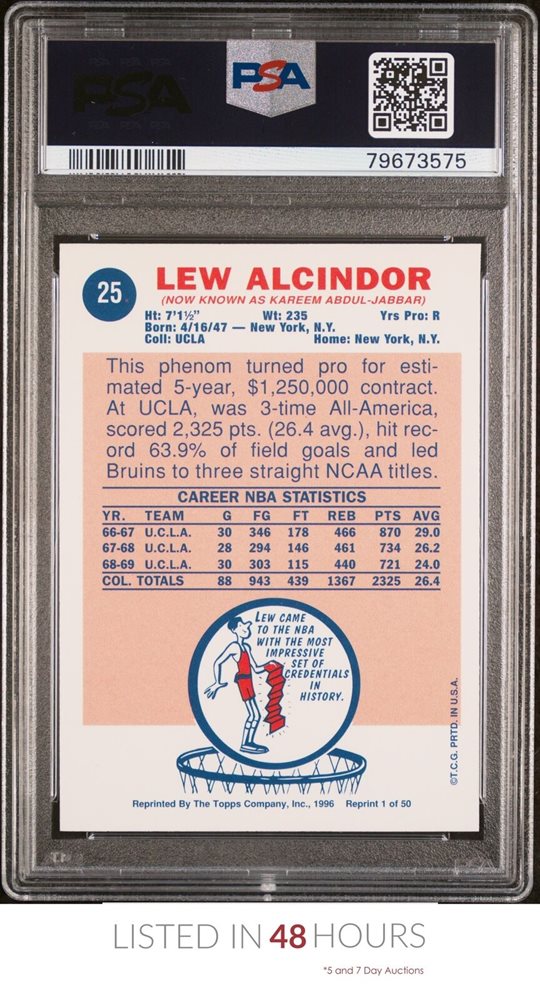 PSA
79673575
25
LEW ALCINDOR
(NOW KNOWN AS KAREEM ABDUL-JABBAR)
Ht: 7'1½" Wt: 235 Yrs Pro: R
Born: 4/16/47 — New York, N.Y.
Coll: UCLA Home: New York, N.Y.
This phenom turned pro for esti-
mated 5-year, $1,250,000 contract.
At UCLA, was 3-time All-America,
scored 2,325 pts. (26.4 avg.), hit rec-
ord 63.9% of field goals and led
Bruins to three straight NCAA titles.
CAREER NBA STATISTICS
YR. TEAM G FG FT REB PTS AVG
66-67 U.C.L.A. 30 346 178 466 870 29.0
67-68 U.C.L.A. 28 294 146 461 734 26.2
68-69 U.C.L.A. 30 303 115 440 721 24.0
COL. TOTALS 88 943 439 1367 2325 26.4
LEW CAME
TO THE NBA
WITH THE MOST
IMPRESSIVE
SET OF
CREDENTIALS
IN
HISTORY.
©T.C.G. PRTD. IN U.S.A.
Reprinted By The Topps Company, Inc., 1996 Reprint 1 of 50
LISTED IN 48 HOURS
*5 and 7 Day Auctions